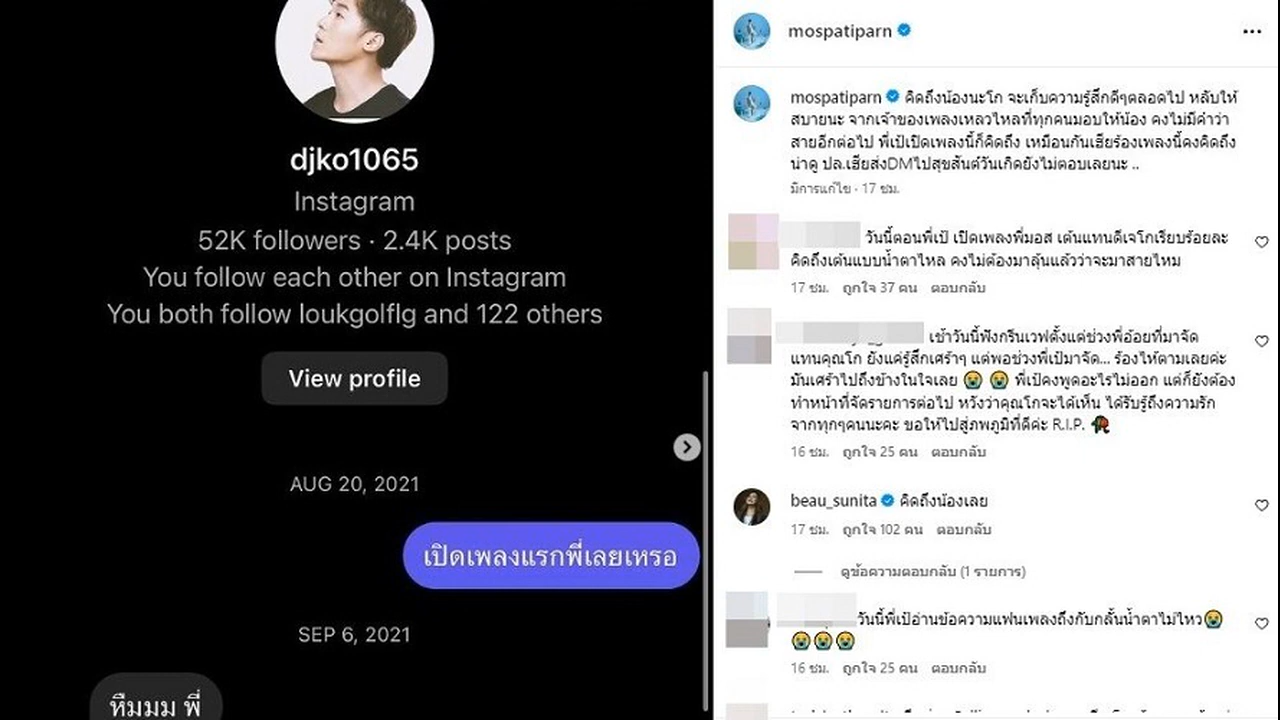 djko1065
Instagram
52K followers · 2.4K posts
You follow each other on Instagram
You both follow loukgolflg and 122 others
View profile
AUG 20, 2021
เปิดเพลงแรกพี่เลยเหรอ
SEP 6, 2021
หืมมม พี่
mospatiparn
mospatiparn คิดถึงน้องนะโก จะเก็บความรู้สึกดีๆตลอดไป หลับให้
สบายนะ จากเจ้าของเพลงเหลวไหลที่ทุกคนมอบให้น้อง คงไม่มีคำว่า
สายอีกต่อไป พี่เป้เปิดเพลงนี้ก็คิดถึง เหมือนกันเฮียร้องเพลงนี้คงคิดถึง
น่าดู ปล.เฮียส่งDMไปสุขสันต์วันเกิดยังไม่ตอบเลยนะ ..
มีการแก้ไข · 17 ชม.
วันนี้ตอนพี่เป้ เปิดเพลงพี่มอส เต้นแทนดีเจโกเรียบร้อยละ
คิดถึงเต้นแบบน้ำตาไหล คงไม่ต้องมาลุ้นแล้วว่าจะมาสายไหม
17 ชม. ถูกใจ 37 คน ตอบกลับ
เช้าวันนี้ฟังกรีนเวฟตั้งแต่ช่วงพี่อ้อยที่มาจัด
แทนคุณโก ยังแค่รู้สึกเศร้าๆ แต่พอช่วงพี่เป้มาจัด... ร้องไห้ตามเลยค่ะ
มันเศร้าไปถึงข้างในใจเลย 😭 😭 พี่เป้คงพูดอะไรไม่ออก แต่ก็ยังต้อง
ทำหน้าที่จัดรายการต่อไป หวังว่าคุณโกจะได้เห็น ได้รับรู้ถึงความรัก
จากทุกๆคนนะคะ ขอให้ไปสู่ภพภูมิที่ดีค่ะ R.I.P. 🥀
16 ชม. ถูกใจ 25 คน ตอบกลับ
beau_sunita คิดถึงน้องเลย
17 ชม. ถูกใจ 102 คน ตอบกลับ
ดูข้อความตอบกลับ (1 รายการ)
วันนี้พี่เป้อ่านข้อความแฟนเพลงถึงกับกลั้นน้ำตาไม่ไหว😭
😭😭😭
16 ชม. ถูกใจ 25 คน ตอบกลับ